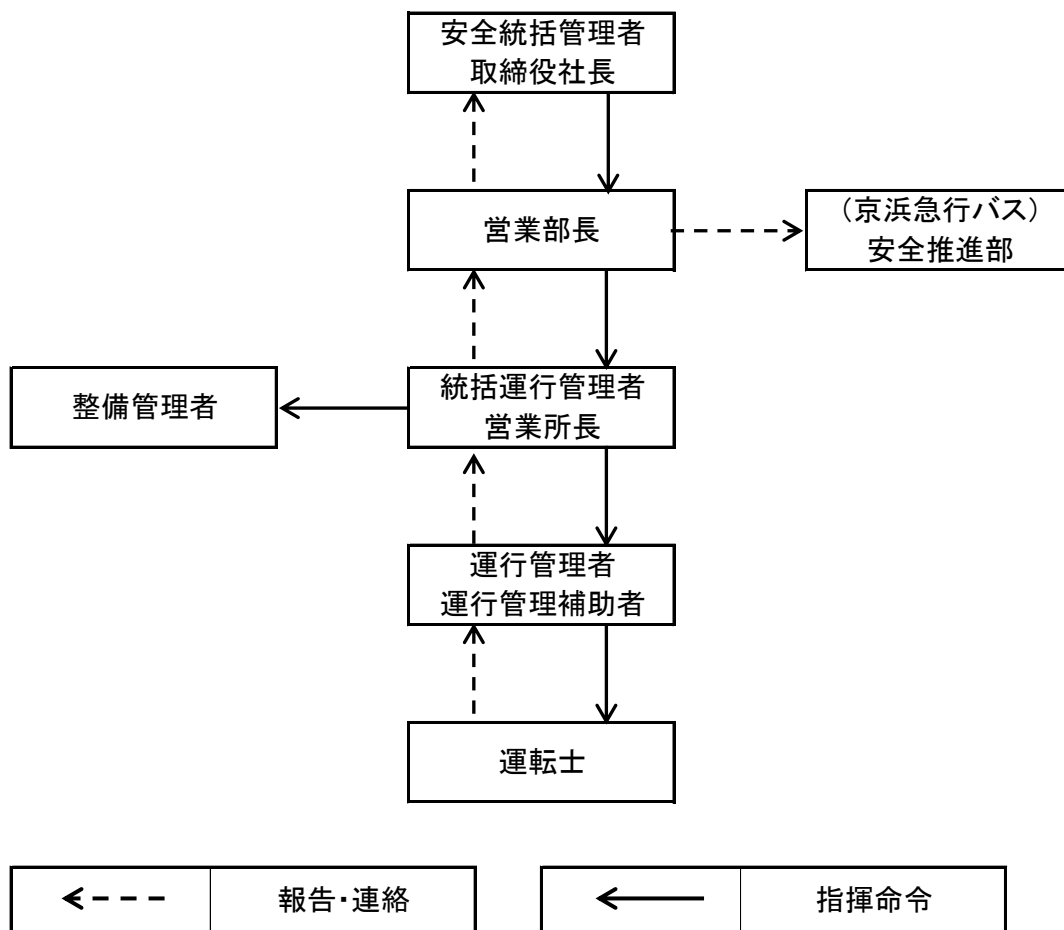 安全統括管理者
取締役社長
営業部長
(京浜急行バス)
安全推進部
整備管理者
統括運行管理者
営業所長
運行管理者
運行管理補助者
運転士
報告・連絡
指揮命令